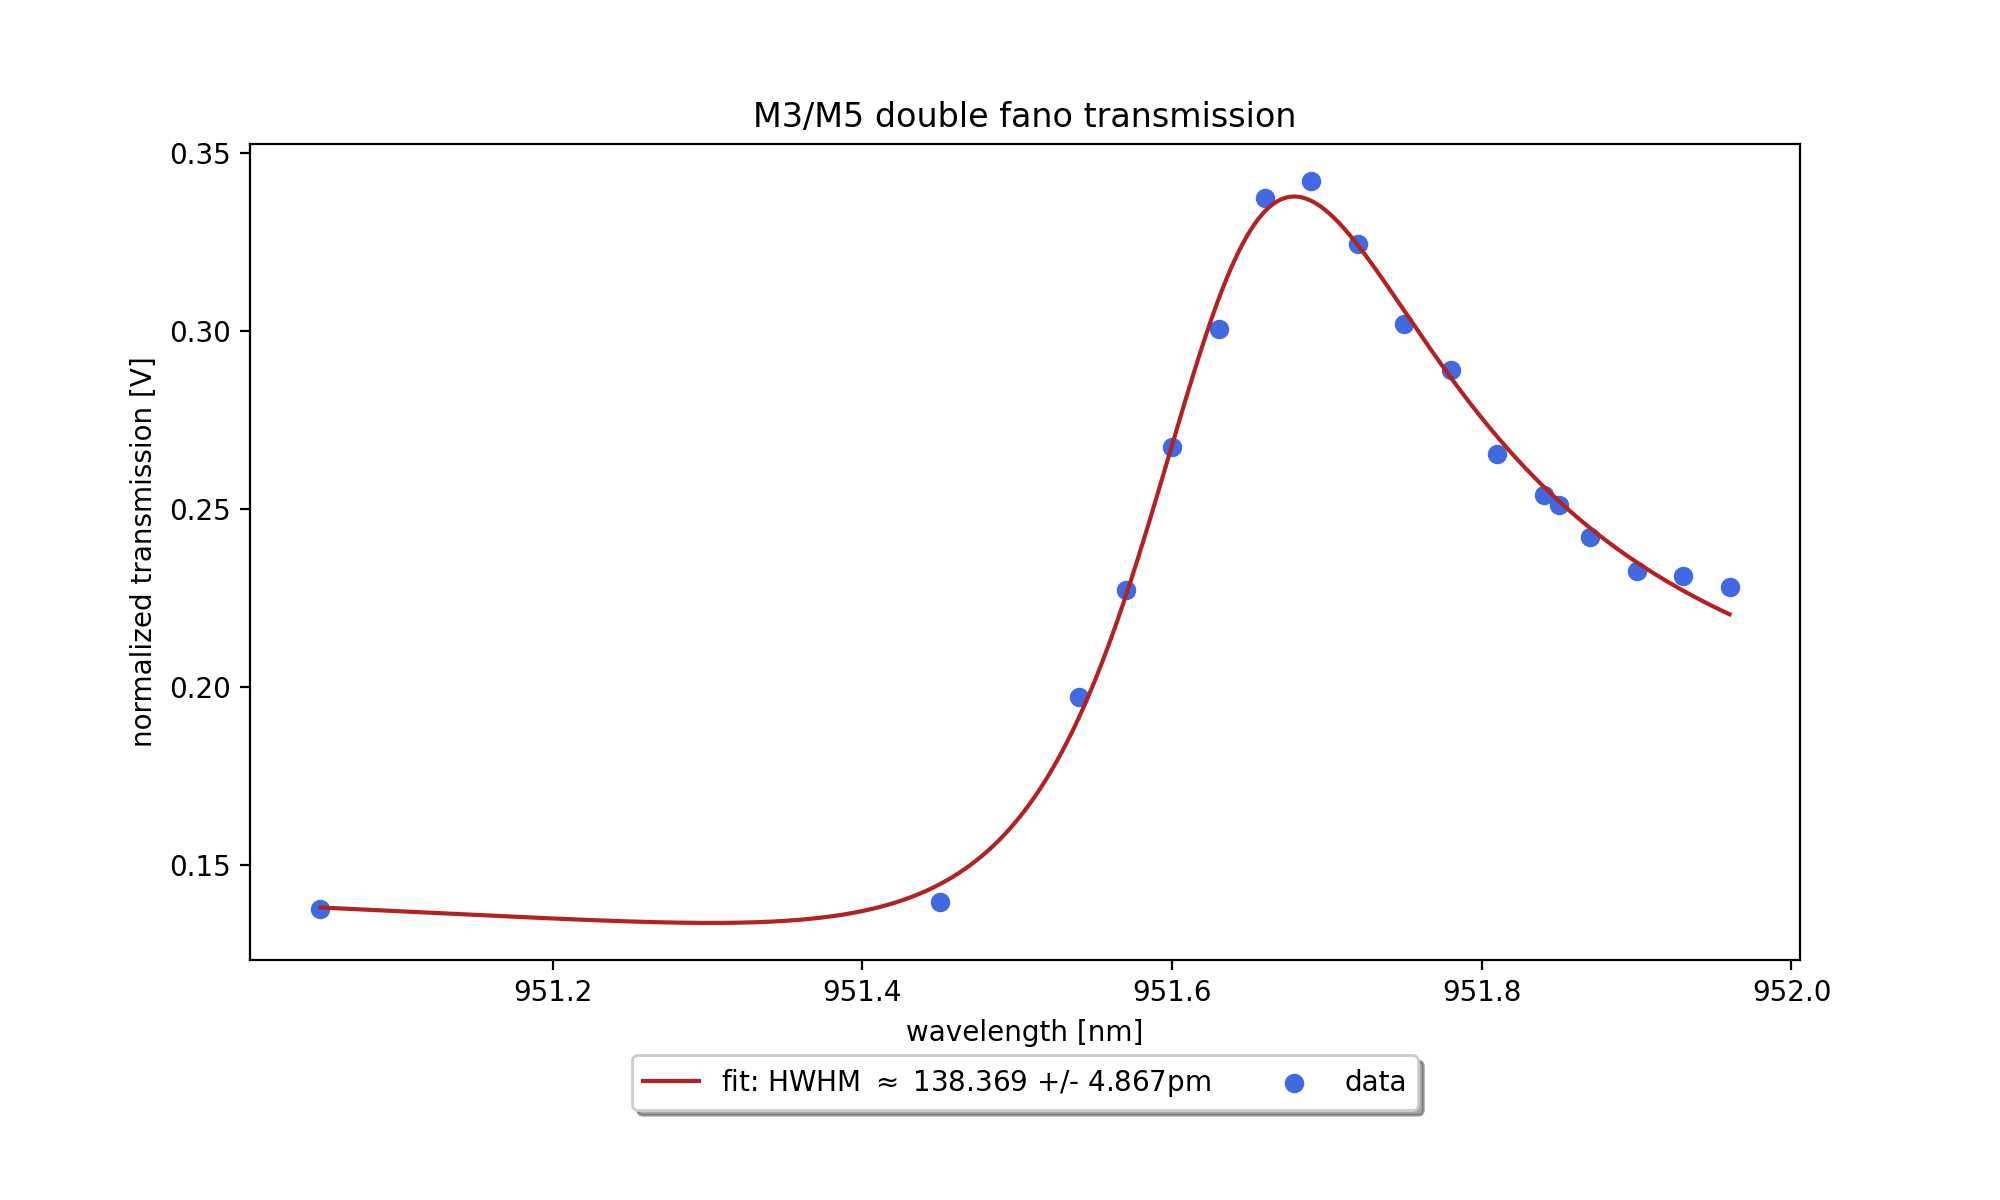 M3/M5 double fano transmission
normalized transmission [V]
0.35
0.30
0.25
0.20
0.15
951.2 951.4 951.6 951.8 952.0
wavelength [nm]
fit: HWHM ≈ 138.369 +/- 4.867pm data